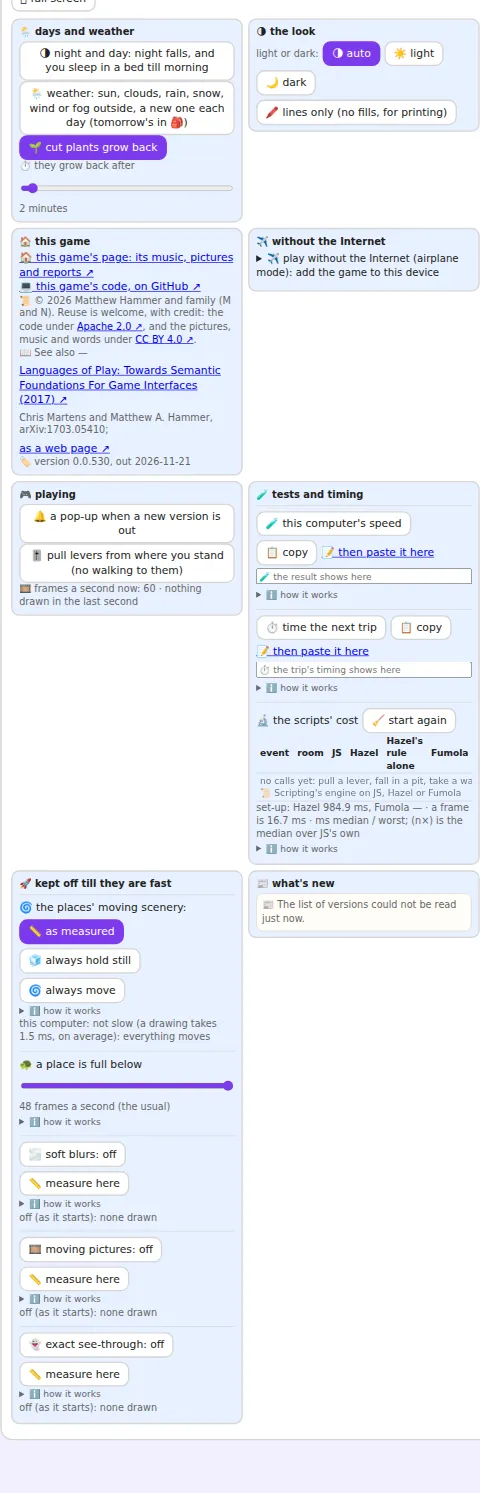 full screen
🌦️ days and weather
🌗 night and day: night falls, and
you sleep in a bed till morning
🌦️ weather: sun, clouds, rain, snow,
wind or fog outside, a new one each
day (tomorrow's in 🎒)
🌱 cut plants grow back
⏱️ they grow back after
2 minutes
🌗 the look
light or dark: 🌗 auto ☀️ light
🌙 dark
🖍️ lines only (no fills, for printing)
🏠 this game
🏠 this game's page: its music, pictures
and reports ↗
💻 this game's code, on GitHub ↗
📜 © 2026 Matthew Hammer and family (M
and N). Reuse is welcome, with credit: the
code under Apache 2.0 ↗, and the pictures,
music and words under CC BY 4.0 ↗.
📖 See also —
Languages of Play: Towards Semantic
Foundations For Game Interfaces
(2017) ↗
Chris Martens and Matthew A. Hammer,
arXiv:1703.05410;
as a web page ↗
🏷️ version 0.0.530, out 2026-11-21
✈️ without the Internet
▶ ✈️ play without the Internet (airplane
mode): add the game to this device
🎮 playing
🔔 a pop-up when a new version is
out
🎚️ pull levers from where you stand
(no walking to them)
🎞️ frames a second now: 60 · nothing
drawn in the last second
🧪 tests and timing
🧪 this computer's speed
📋 copy 📝 then paste it here
🧪 the result shows here
▶ ℹ️ how it works
⏱️ time the next trip 📋 copy
📝 then paste it here
⏱️ the trip's timing shows here
▶ ℹ️ how it works
🔬 the scripts' cost 🧹 start again
event room JS Hazel Hazel's rule alone Fumola
no calls yet: pull a lever, fall in a pit, take a wa
📜 Scripting's engine on JS, Hazel or Fumola
set-up: Hazel 984.9 ms, Fumola — · a frame
is 16.7 ms · ms median / worst; (n×) is the
median over JS's own
▶ ℹ️ how it works
🚀 kept off till they are fast
🌀 the places' moving scenery:
📏 as measured
🧊 always hold still
🌀 always move
▶ ℹ️ how it works
this computer: not slow (a drawing takes
1.5 ms, on average): everything moves
🐢 a place is full below
48 frames a second (the usual)
▶ ℹ️ how it works
🌫️ soft blurs: off
📏 measure here
▶ ℹ️ how it works
off (as it starts): none drawn
🎞️ moving pictures: off
📏 measure here
▶ ℹ️ how it works
off (as it starts): none drawn
👻 exact see-through: off
📏 measure here
▶ ℹ️ how it works
off (as it starts): none drawn
📰 what's new
📰 The list of versions could not be read
just now.